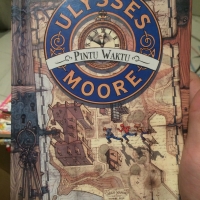 ULYSSES
PINTU WAKTU
MOORE